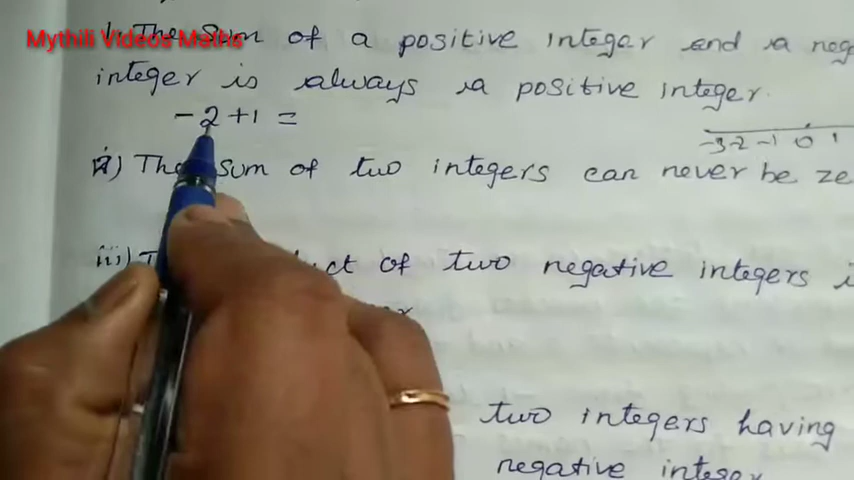 Mythili Videos Maths
i. The sum of a positive integer and a neg
integer is always a positive integer.
-2 +1 =
-3 -2 -1 0 1
ii) The sum of two integers can never be ze
iii) of two negative integers i
two integers having
negative integer